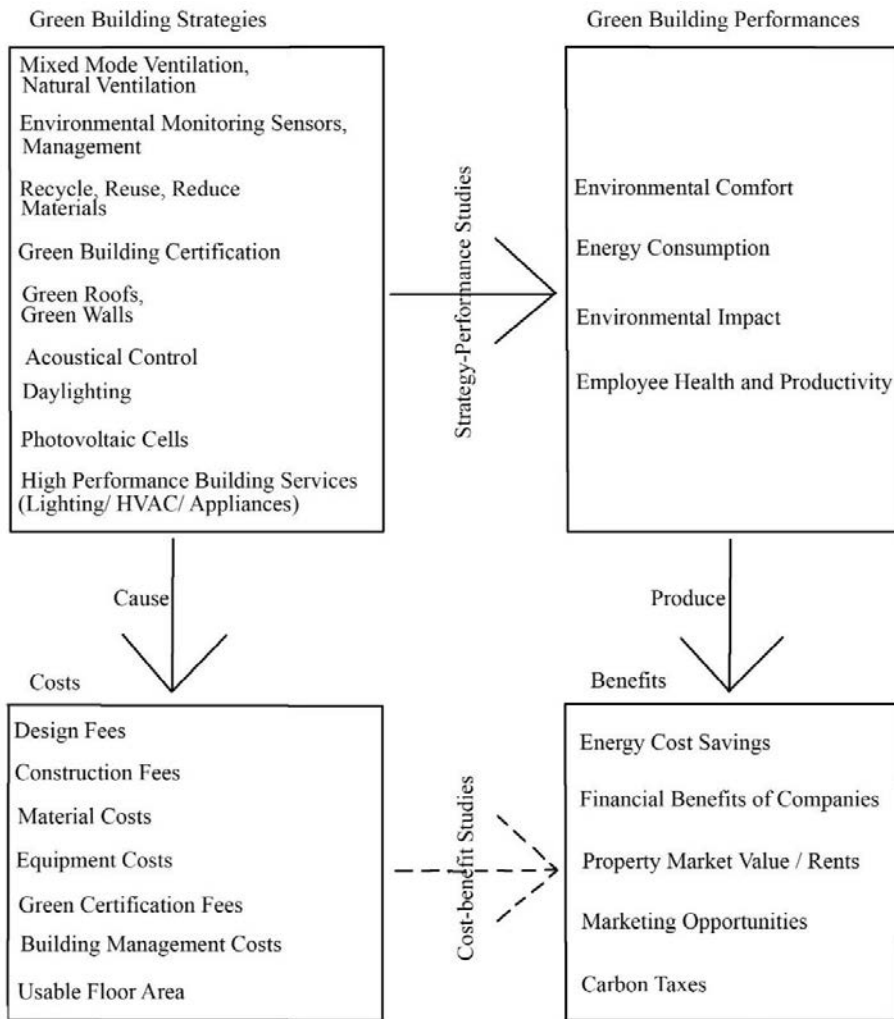 Green Building Strategies
Mixed Mode Ventilation,
Natural Ventilation
Environmental Monitoring Sensors,
Management
Recycle, Reuse, Reduce
Materials
Green Building Certification
Green Roofs,
Green Walls
Acoustical Control
Daylighting
Photovoltaic Cells
High Performance Building Services
(Lighting/ HVAC/ Appliances)
Strategy-Performance Studies
Green Building Performances
Environmental Comfort
Energy Consumption
Environmental Impact
Employee Health and Productivity
Cause
Produce
Costs
Design Fees
Construction Fees
Material Costs
Equipment Costs
Green Certification Fees
Building Management Costs
Usable Floor Area
Cost-benefit Studies
Benefits
Energy Cost Savings
Financial Benefits of Companies
Property Market Value / Rents
Marketing Opportunities
Carbon Taxes